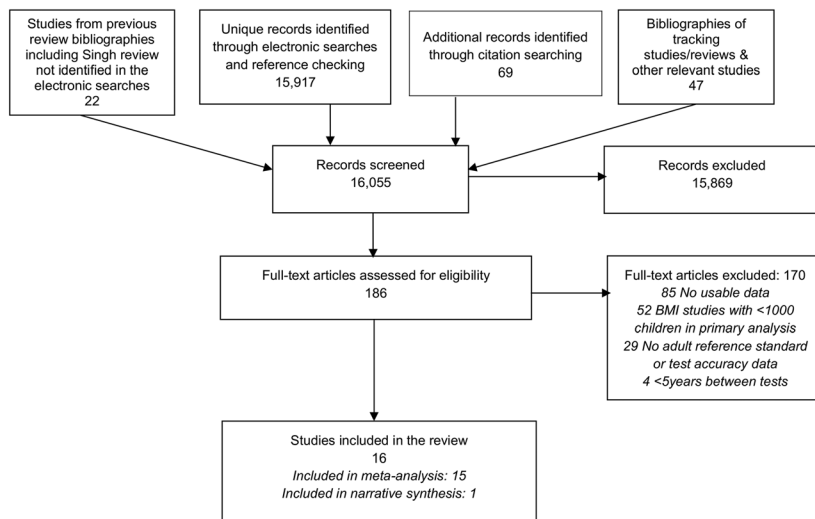 Studies from previous
review bibliographies
including Singh review
not identified in the
electronic searches
22
Unique records identified
through electronic searches
and reference checking
15,917
Additional records identified
through citation searching
69
Bibliographies of
tracking
studies/reviews &
other relevant studies
47
Records screened
16,055
Records excluded
15,869
Full-text articles assessed for eligibility
186
Full-text articles excluded: 170
85 No usable data
52 BMI studies with <1000
children in primary analysis
29 No adult reference standard
or test accuracy data
4 <5years between tests
Studies included in the review
16
Included in meta-analysis: 15
Included in narrative synthesis: 1